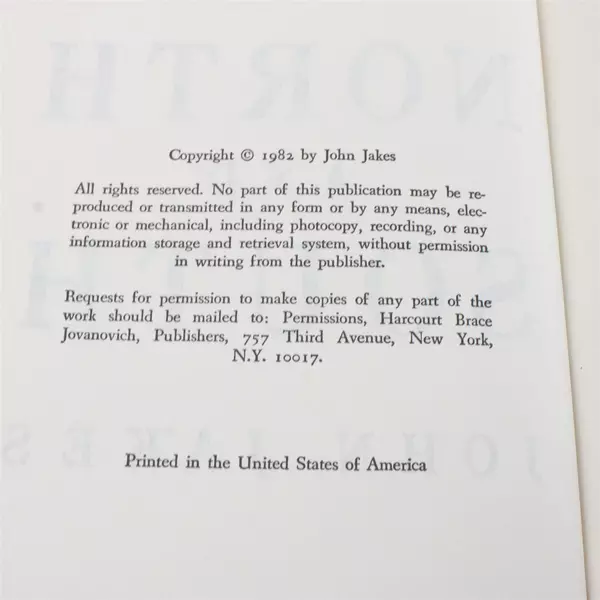 Copyright © 1982 by John Jakes
All rights reserved. No part of this publication may be re-
produced or transmitted in any form or by any means, elec-
tronic or mechanical, including photocopy, recording, or any
information storage and retrieval system, without permission
in writing from the publisher.
Requests for permission to make copies of any part of the
work should be mailed to: Permissions, Harcourt Brace
Jovanovich, Publishers, 757 Third Avenue, New York,
N.Y. 10017.
Printed in the United States of America